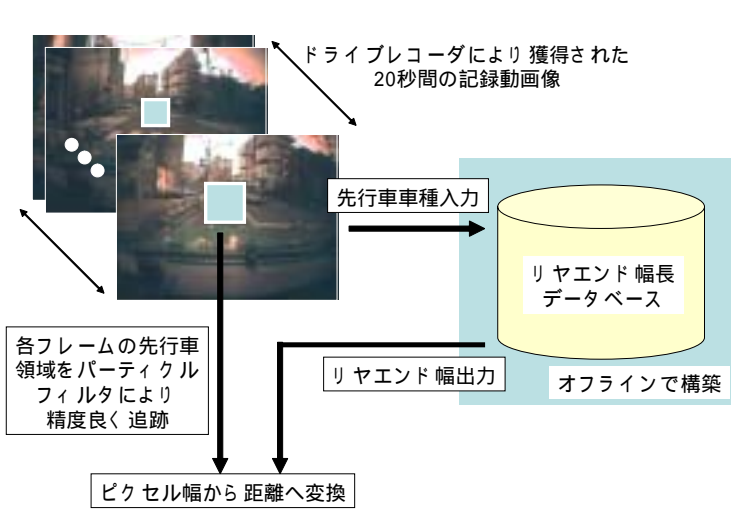 ドライブレコーダにより獲得された
20秒間の記録動画像
先行車車種入力
リヤエンド幅長
データベース
各フレームの先行車
領域をパーティクル
フィルタにより
精度良く追跡
リヤエンド幅出力
オフラインで構築
ピクセル幅から距離へ変換